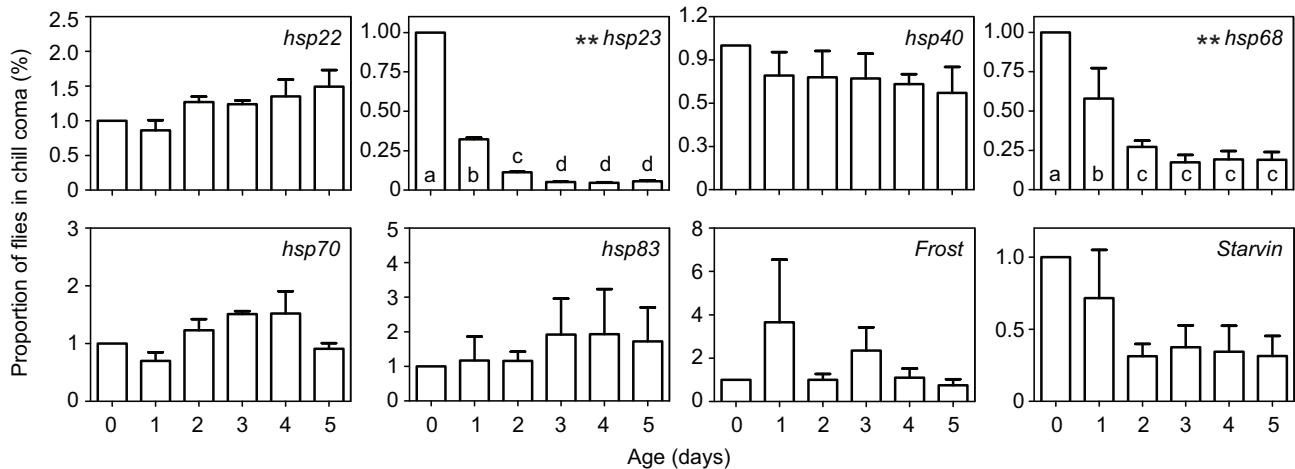 Proportion of flies in chill coma (%)
2.5
2.0
1.5
1.0
0.5
0
hsp22
1.00
0.75
0.50
0.25
0
** hsp23
a b c d d d
1.2
0.9
0.5
0.3
0
hsp40
1.00
0.75
0.50
0.25
0
** hsp68
a b c c c c
3
2
1
0
hsp70
0 1 2 3 4 5
5
4
3
2
1
0
hsp83
0 1 2 3 4 5
8
6
4
2
0
Frost
0 1 2 3 4 5
1.0
0.5
0
Starvin
0 1 2 3 4 5
Age (days)